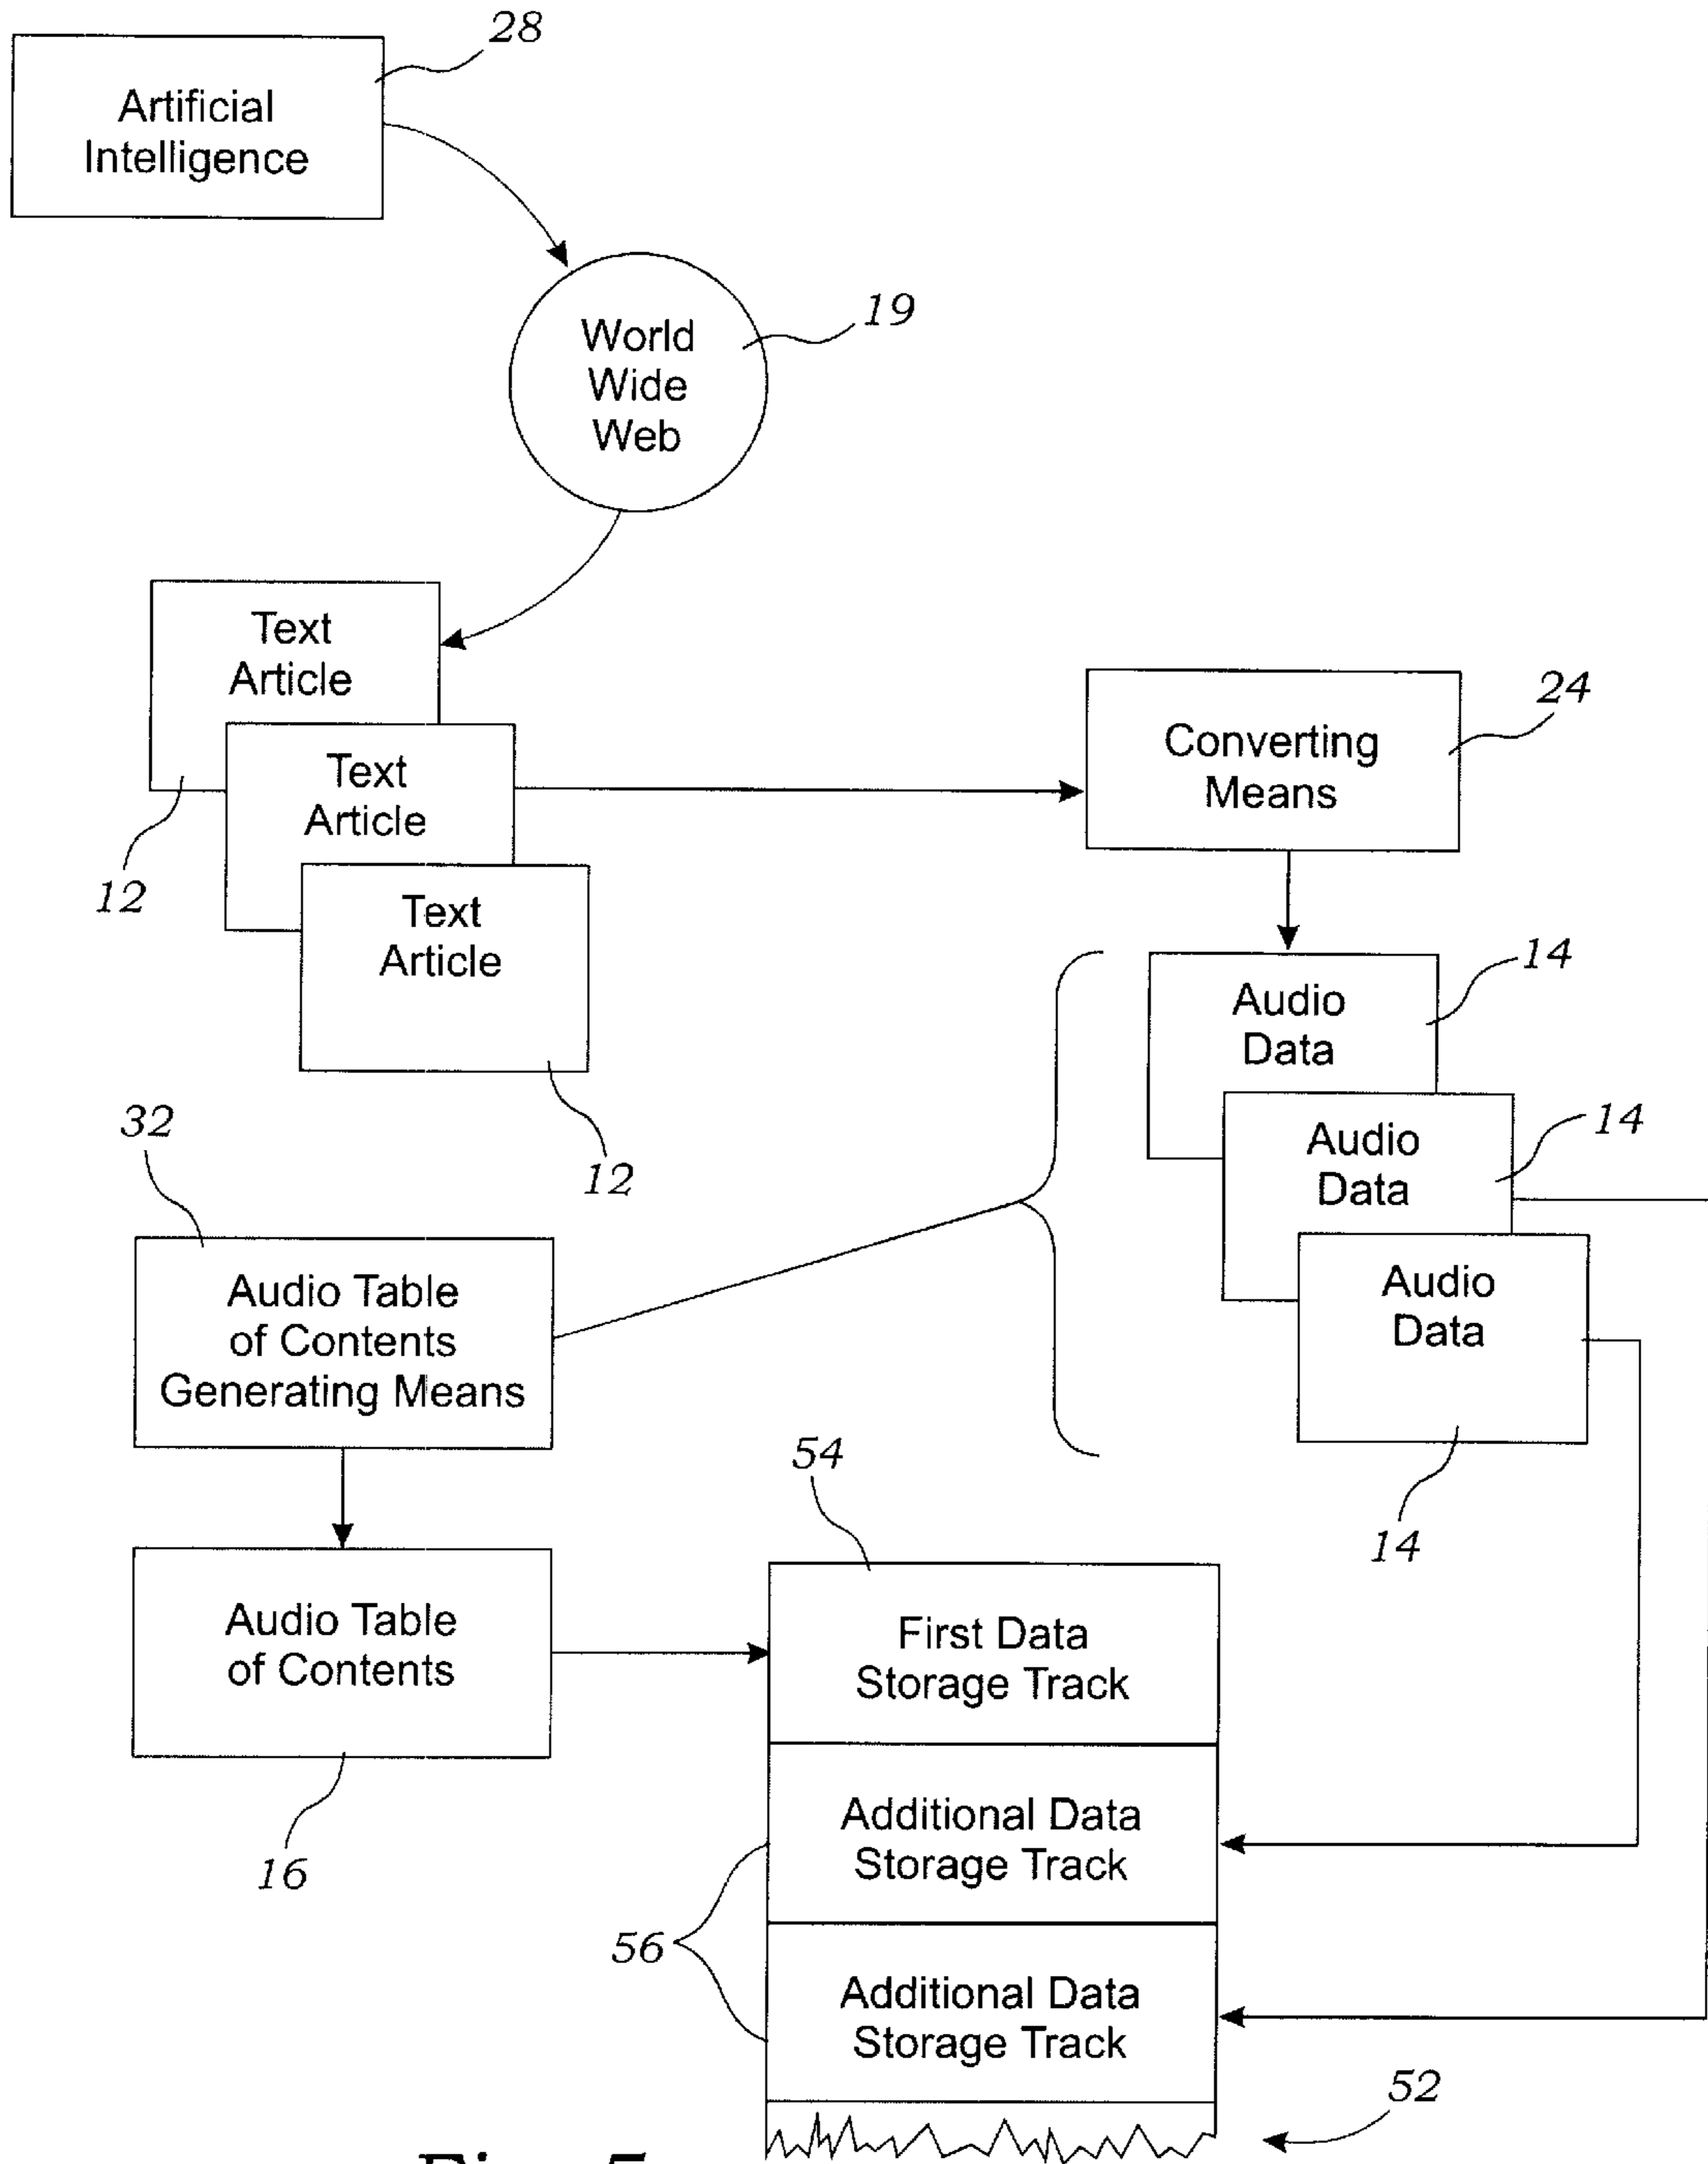 28
Artificial
Intelligence
19
World
Wide
Web
Text
Article
Text
Article
Text
Article
12
12
24
Converting
Means
14
Audio
Data
14
Audio
Data
Audio
Data
14
32
Audio Table
of Contents
Generating Means
Audio Table
of Contents
16
54
First Data
Storage Track
Additional Data
Storage Track
56
Additional Data
Storage Track
52